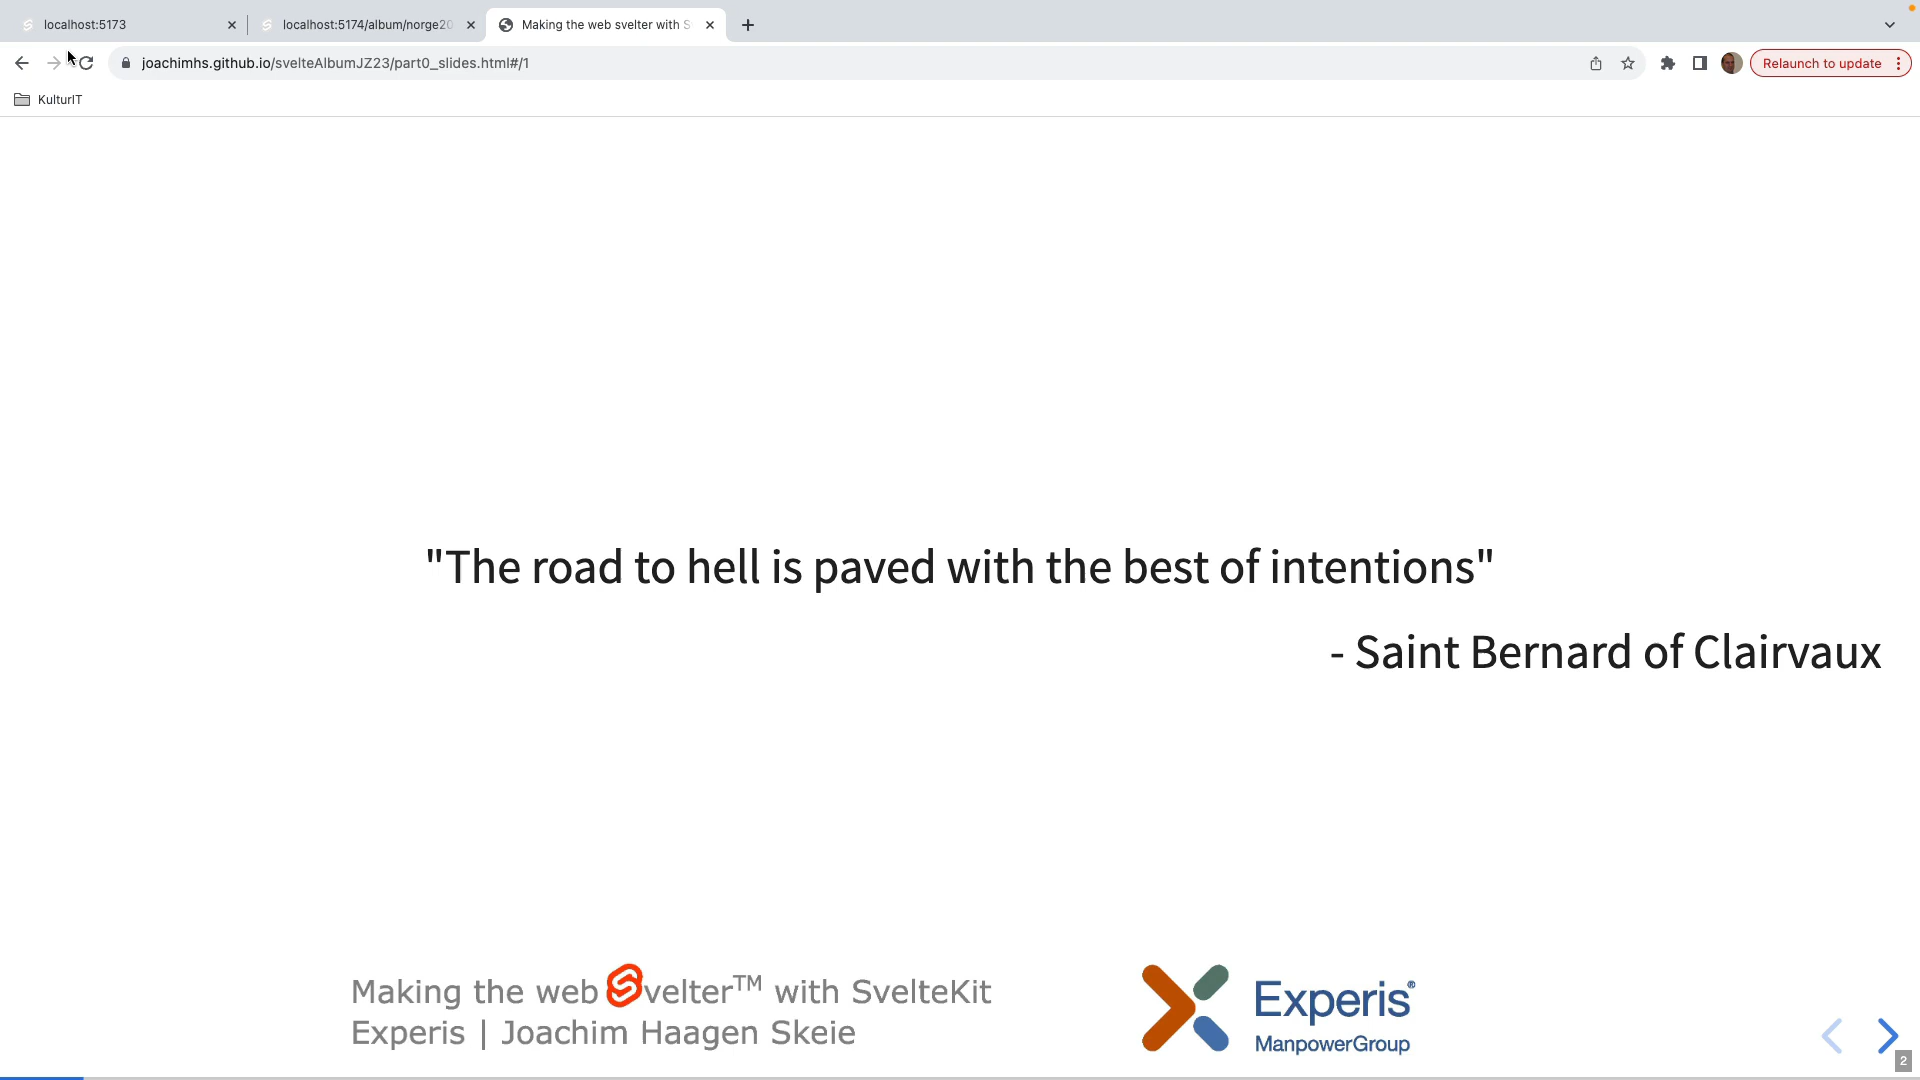 localhost:5173
localhost:5174/album/norge20
Making the web svelter with S
joachimhs.github.io/svelteAlbumJZ23/part0_slides.html#/1
Relaunch to update
KulturIT
"The road to hell is paved with the best of intentions"
- Saint Bernard of Clairvaux
Making the web Svelter™ with SvelteKit
Experis | Joachim Haagen Skeie
Experis®
ManpowerGroup
2